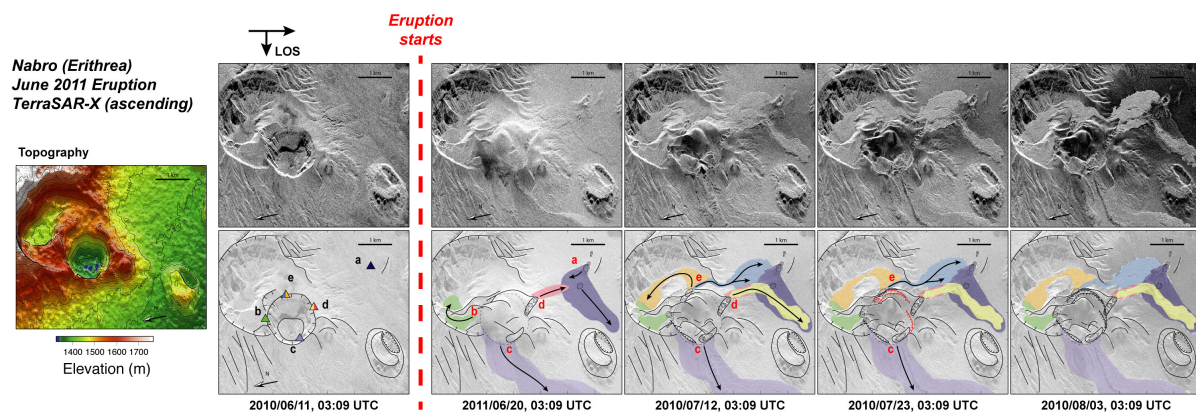 Eruption
starts
LOS
Nabro (Erithrea)
June 2011 Eruption
TerraSAR-X (ascending)
Topography
1 km
1 km
1 km
1 km
1 km
1 km
1 km
1 km
1 km
1 km
1 km
a
e
b
d
c
N
a
b
d
c
e
d
c
e
c
1400 1500 1600 1700
Elevation (m)
2010/06/11, 03:09 UTC
2011/06/20, 03:09 UTC
2010/07/12, 03:09 UTC
2010/07/23, 03:09 UTC
2010/08/03, 03:09 UTC